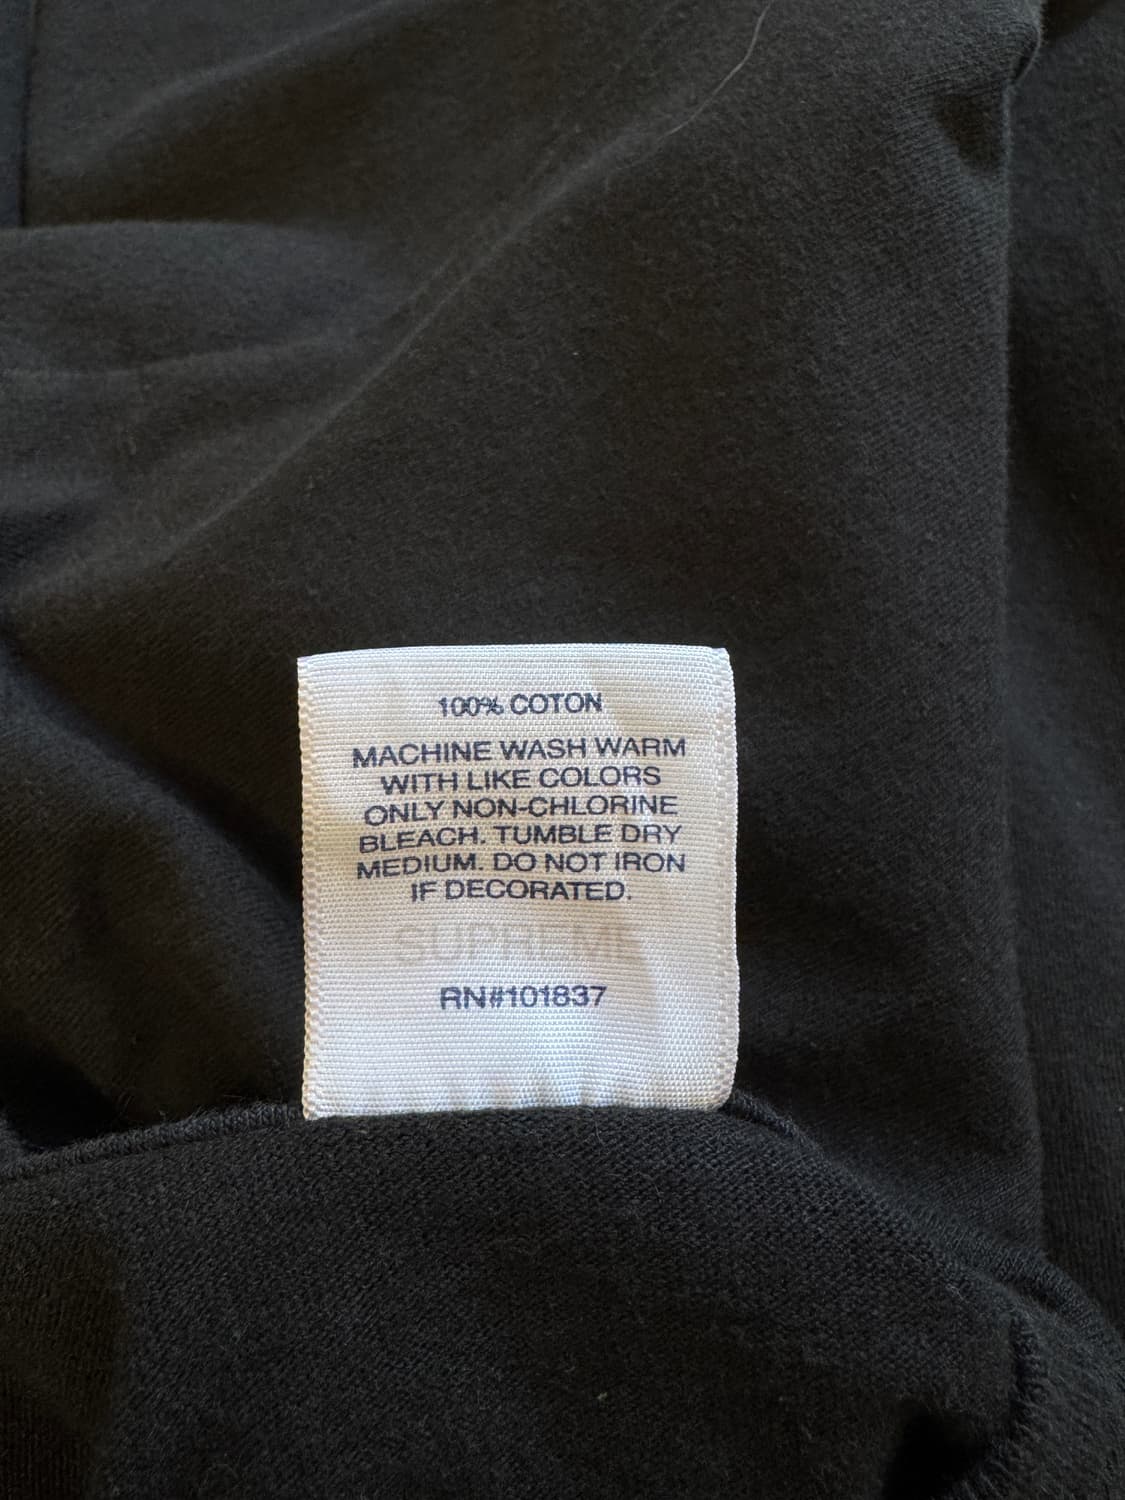 100% COTON
MACHINE WASH WARM
WITH LIKE COLORS
ONLY NON-CHLORINE
BLEACH. TUMBLE DRY
MEDIUM. DO NOT IRON
IF DECORATED.
SUPREME
RN#101837